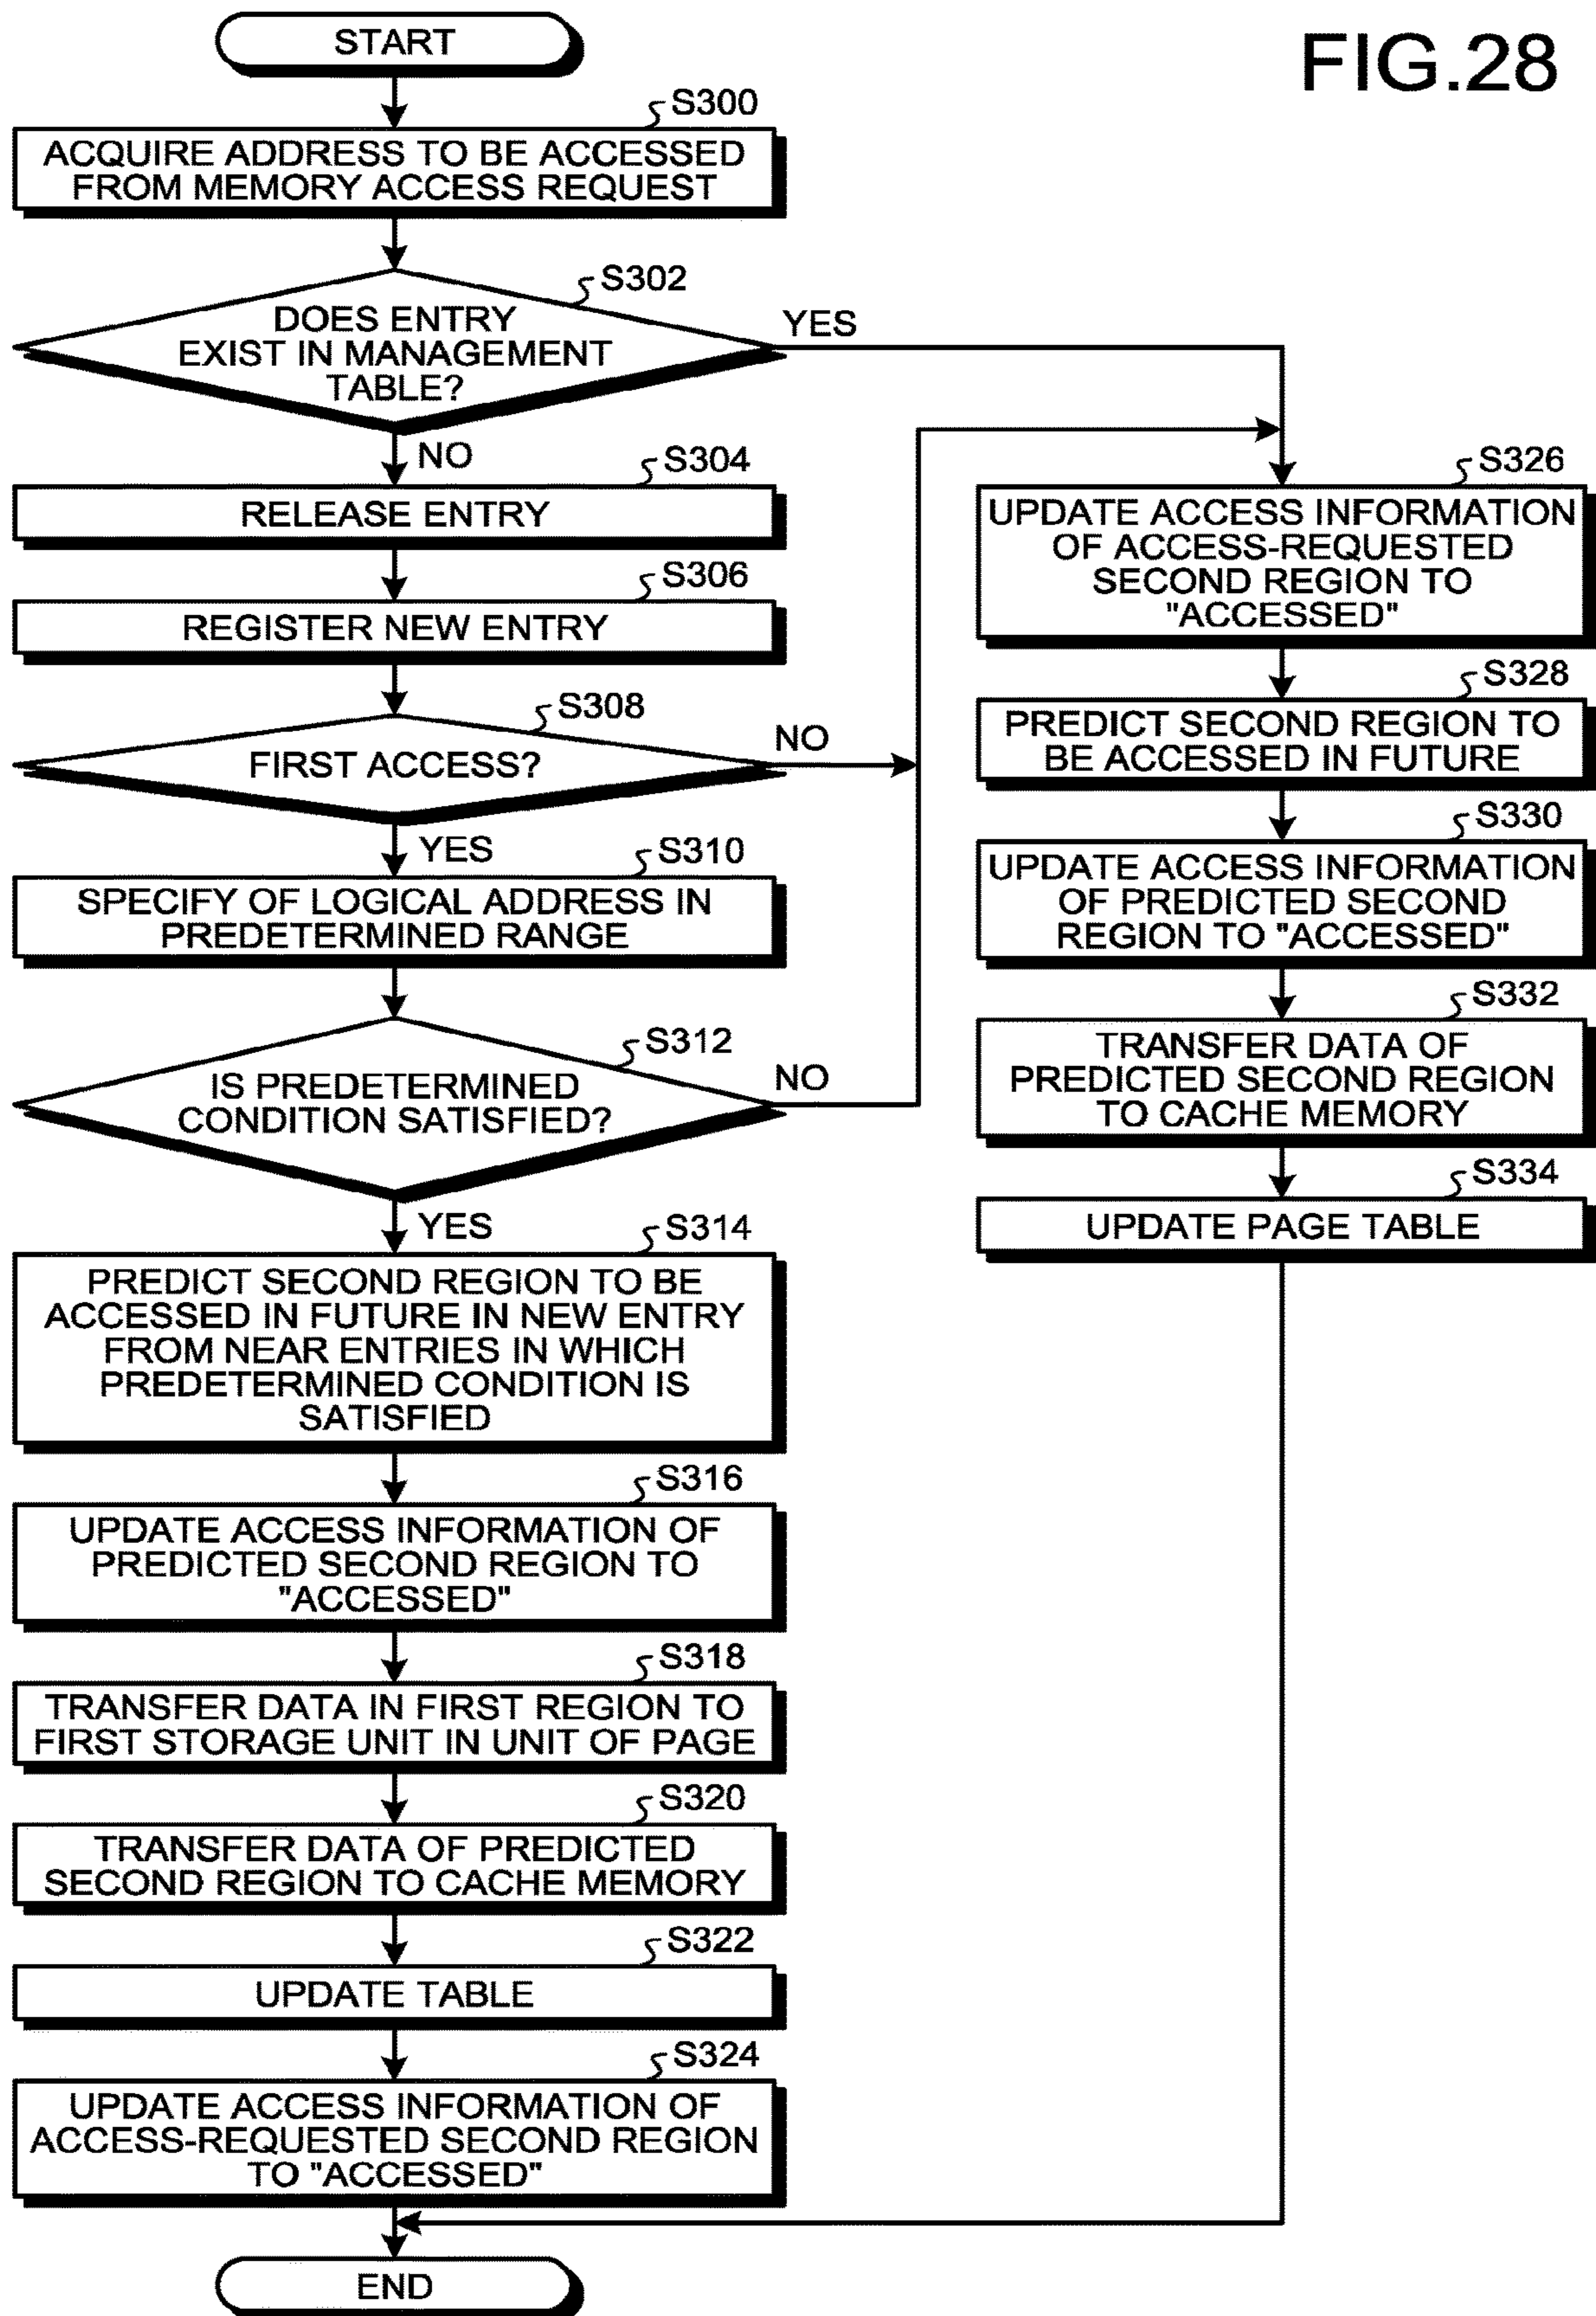 FIG.28
START
S300
ACQUIRE ADDRESS TO BE ACCESSED
FROM MEMORY ACCESS REQUEST
S302
DOES ENTRY
EXIST IN MANAGEMENT
TABLE?
YES
NO
S304
RELEASE ENTRY
S306
REGISTER NEW ENTRY
S308
FIRST ACCESS?
NO
YES
S310
SPECIFY OF LOGICAL ADDRESS IN
PREDETERMINED RANGE
S312
IS PREDETERMINED
CONDITION SATISFIED?
NO
YES
S314
PREDICT SECOND REGION TO BE
ACCESSED IN FUTURE IN NEW ENTRY
FROM NEAR ENTRIES IN WHICH
PREDETERMINED CONDITION IS
SATISFIED
S316
UPDATE ACCESS INFORMATION OF
PREDICTED SECOND REGION TO
"ACCESSED"
S318
TRANSFER DATA IN FIRST REGION TO
FIRST STORAGE UNIT IN UNIT OF PAGE
S320
TRANSFER DATA OF PREDICTED
SECOND REGION TO CACHE MEMORY
S322
UPDATE TABLE
S324
UPDATE ACCESS INFORMATION OF
ACCESS-REQUESTED SECOND REGION
TO "ACCESSED"
S326
UPDATE ACCESS INFORMATION
OF ACCESS-REQUESTED
SECOND REGION TO
"ACCESSED"
S328
PREDICT SECOND REGION TO
BE ACCESSED IN FUTURE
S330
UPDATE ACCESS INFORMATION
OF PREDICTED SECOND
REGION TO "ACCESSED"
S332
TRANSFER DATA OF
PREDICTED SECOND REGION
TO CACHE MEMORY
S334
UPDATE PAGE TABLE
END